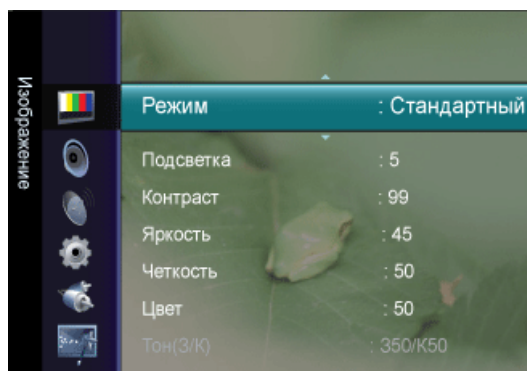 Изображение
Режим : Стандартный
Подсветка : 5
Контраст : 99
Яркость : 45
Четкость : 50
Цвет : 50
Тон(З/К) : 350/К50